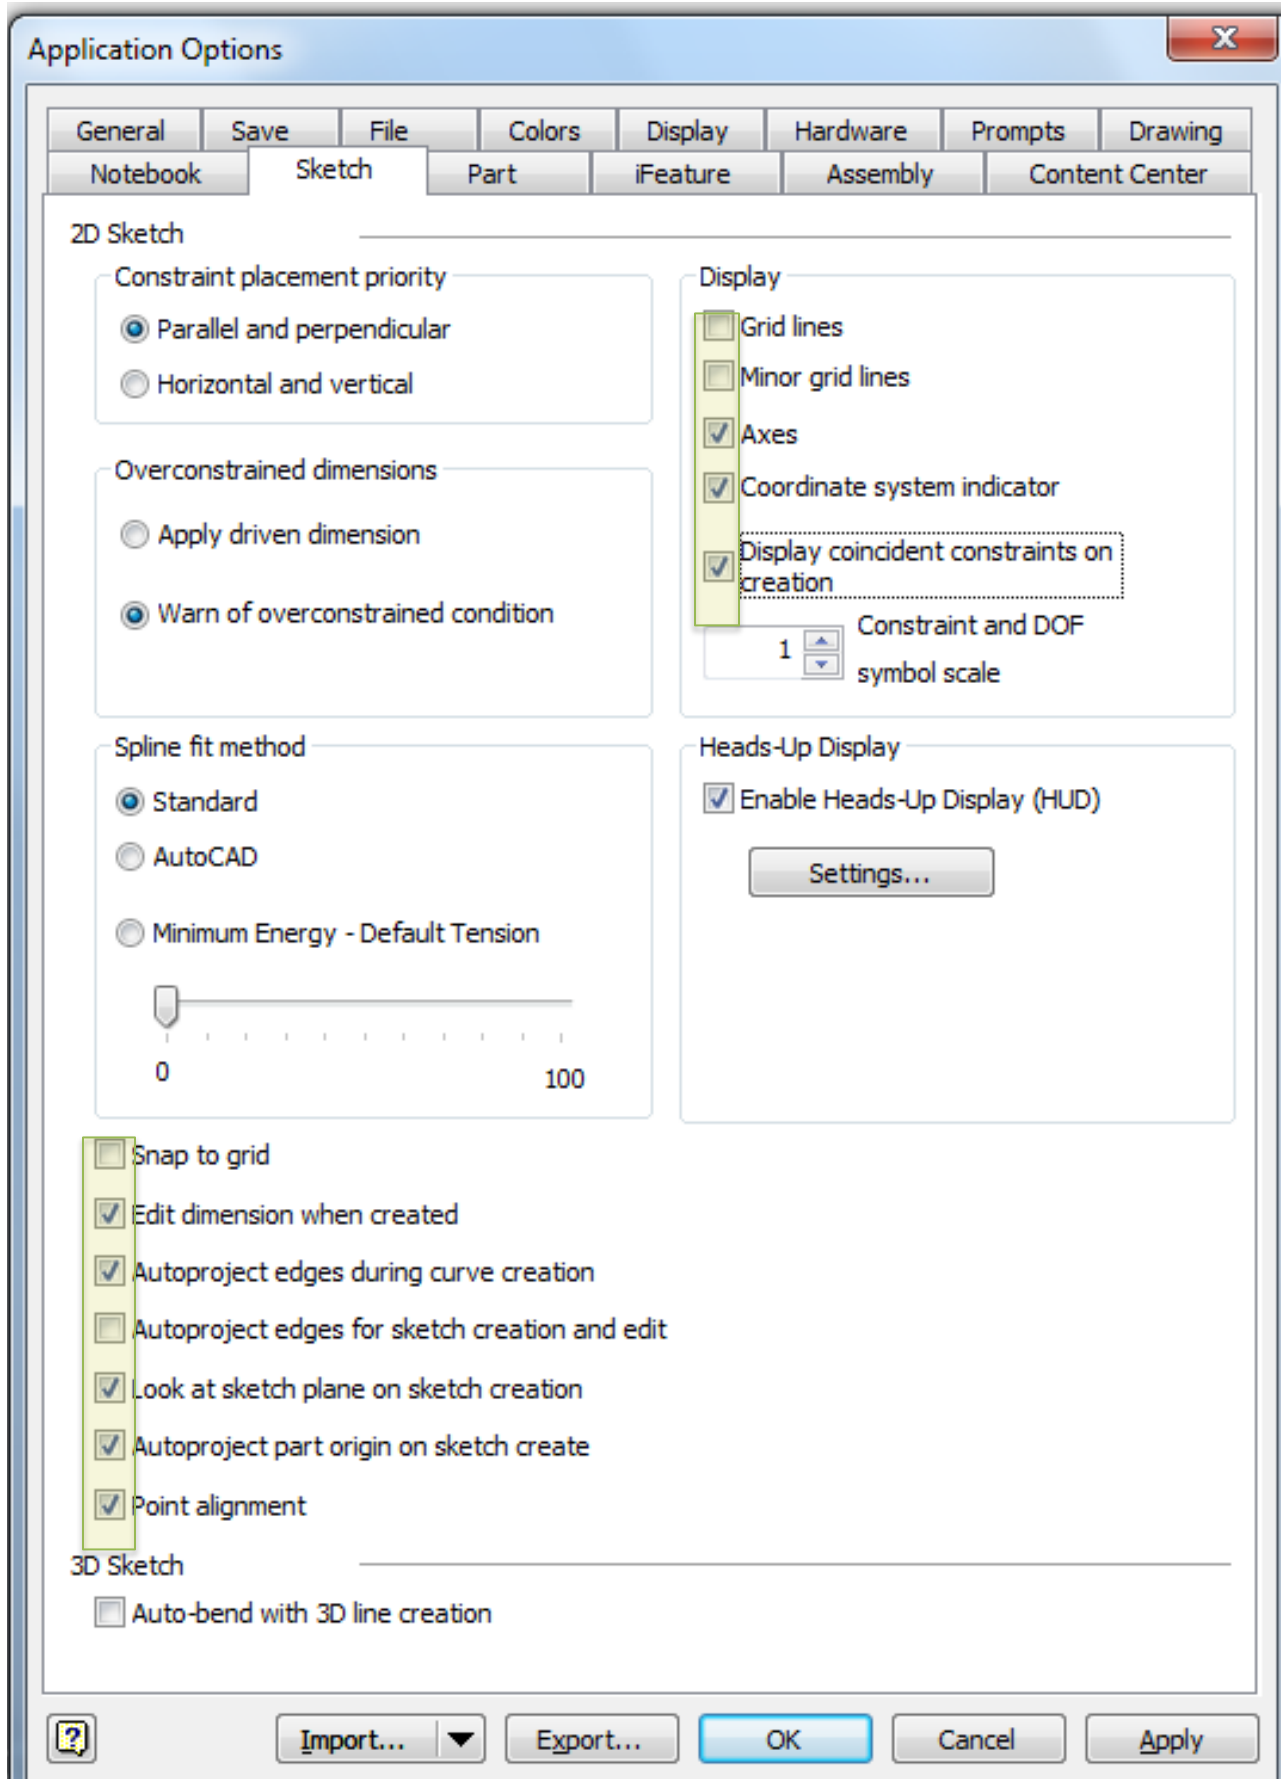 Application Options
General Save File Colors Display Hardware Prompts Drawing
Notebook Sketch Part iFeature Assembly Content Center
2D Sketch
Constraint placement priority
Parallel and perpendicular
Horizontal and vertical
Overconstrained dimensions
Apply driven dimension
Warn of overconstrained condition
Display
Grid lines
Minor grid lines
Axes
Coordinate system indicator
Display coincident constraints on
creation
1 Constraint and DOF
symbol scale
Spline fit method
Standard
AutoCAD
Minimum Energy - Default Tension
0 100
Heads-Up Display
Enable Heads-Up Display (HUD)
Settings...
Snap to grid
Edit dimension when created
Autoproject edges during curve creation
Autoproject edges for sketch creation and edit
Look at sketch plane on sketch creation
Autoproject part origin on sketch create
Point alignment
3D Sketch
Auto-bend with 3D line creation
? Import... Export... OK Cancel Apply